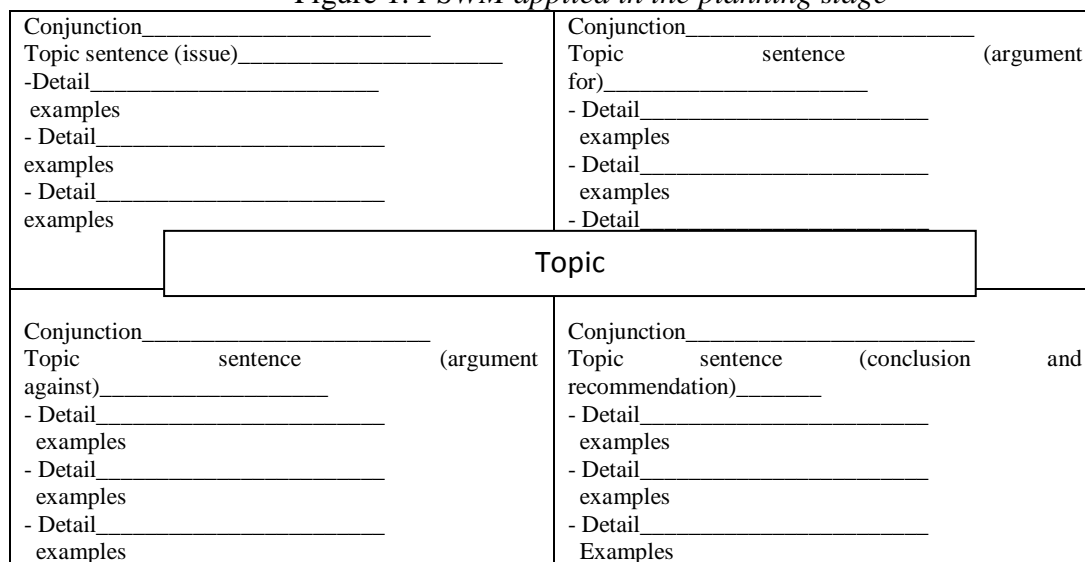 Figure 1. FSWM applied in the planning stage
Conjunction________________________
Topic sentence (issue)______________________
-Detail________________________
examples
- Detail________________________
examples
- Detail________________________
examples
Conjunction________________________
Topic sentence (argument
for)______________________
- Detail________________________
examples
- Detail________________________
examples
- Detail________________________
Topic
Conjunction________________________
Topic sentence (argument
against)___________________
- Detail________________________
examples
- Detail________________________
examples
- Detail________________________
examples
Conjunction________________________
Topic sentence (conclusion and
recommendation)_______
- Detail________________________
examples
- Detail________________________
examples
- Detail________________________
Examples